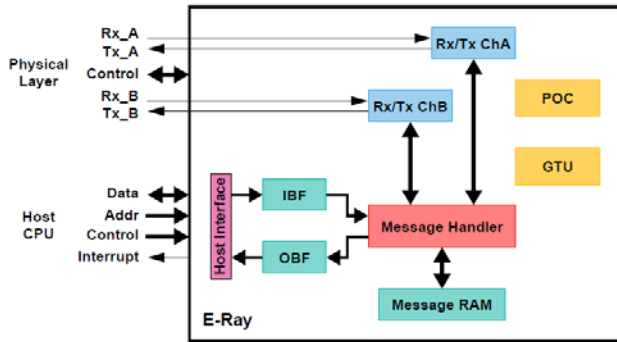 Rx_A
Tx_A
Rx/Tx ChA
Physical
Layer
Control
Rx_B
Tx_B
Rx/Tx ChB
POC
GTU
Host
CPU
Data
Addr
Control
Interrupt
Host Interface
IBF
OBF
Message Handler
Message RAM
E-Ray